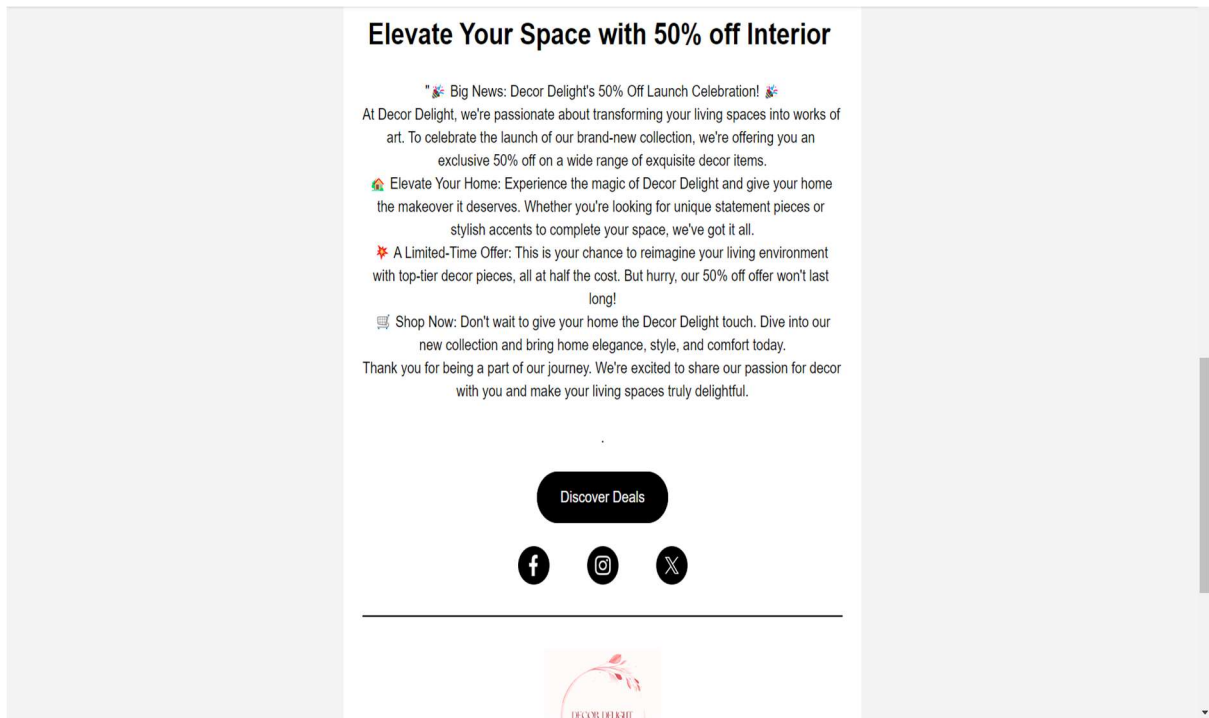 Elevate Your Space with 50% off Interior
"🎉 Big News: Decor Delight's 50% Off Launch Celebration! 🎉
At Decor Delight, we're passionate about transforming your living spaces into works of
art. To celebrate the launch of our brand-new collection, we're offering you an
exclusive 50% off on a wide range of exquisite decor items.
🏡 Elevate Your Home: Experience the magic of Decor Delight and give your home
the makeover it deserves. Whether you're looking for unique statement pieces or
stylish accents to complete your space, we've got it all.
💥 A Limited-Time Offer: This is your chance to reimagine your living environment
with top-tier decor pieces, all at half the cost. But hurry, our 50% off offer won't last
long!
🛒 Shop Now: Don't wait to give your home the Decor Delight touch. Dive into our
new collection and bring home elegance, style, and comfort today.
Thank you for being a part of our journey. We're excited to share our passion for decor
with you and make your living spaces truly delightful.
.
Discover Deals
DECOR DELIGHT